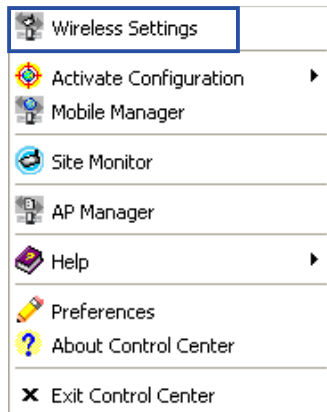 Wireless Settings
Activate Configuration
Mobile Manager
Site Monitor
AP Manager
Help
Preferences
About Control Center
Exit Control Center